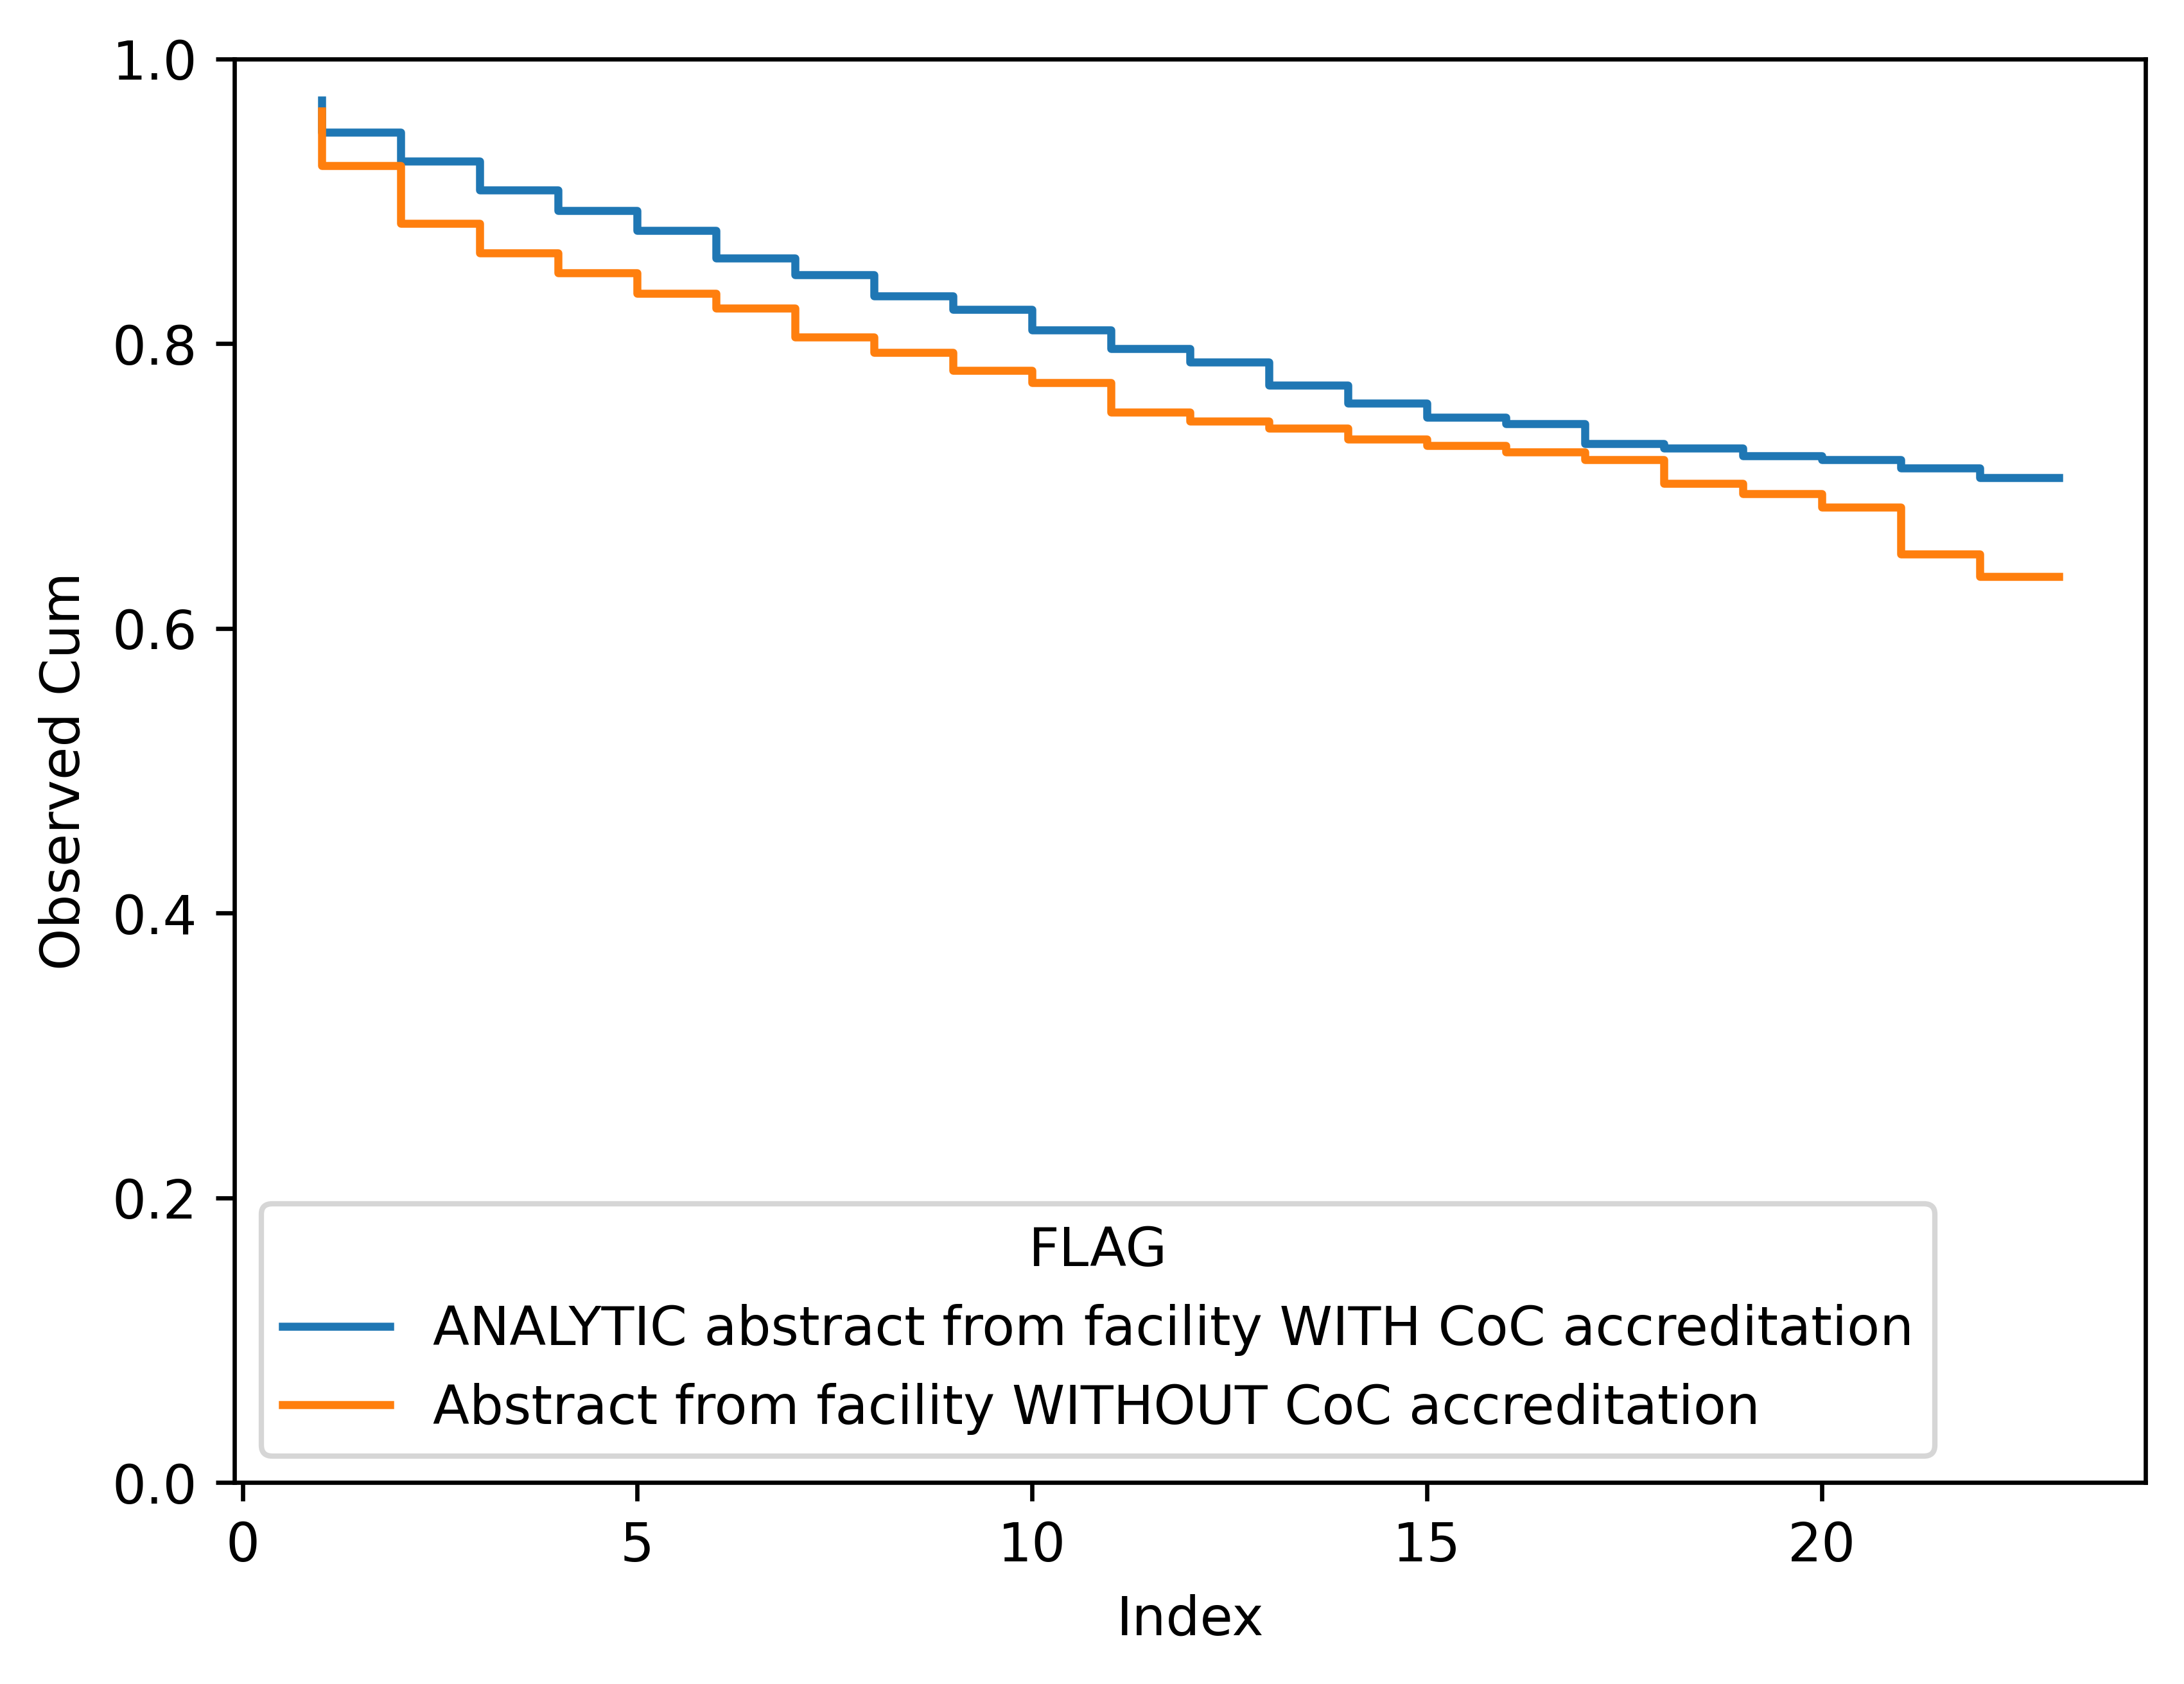 1.0
0.8
0.6
0.4
0.2
0.0
Observed Cum
FLAG
ANALYTIC abstract from facility WITH CoC accreditation
Abstract from facility WITHOUT CoC accreditation
0 5 10 15 20
Index